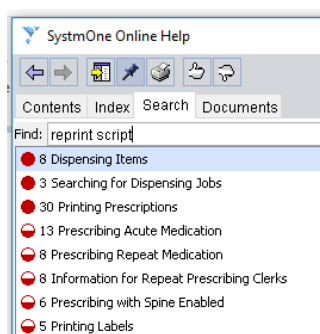 SystmOne Online Help
Contents Index Search Documents
Find: reprint script
8 Dispensing Items
3 Searching for Dispensing Jobs
30 Printing Prescriptions
13 Prescribing Acute Medication
8 Prescribing Repeat Medication
8 Information for Repeat Prescribing Clerks
6 Prescribing with Spine Enabled
5 Printing Labels